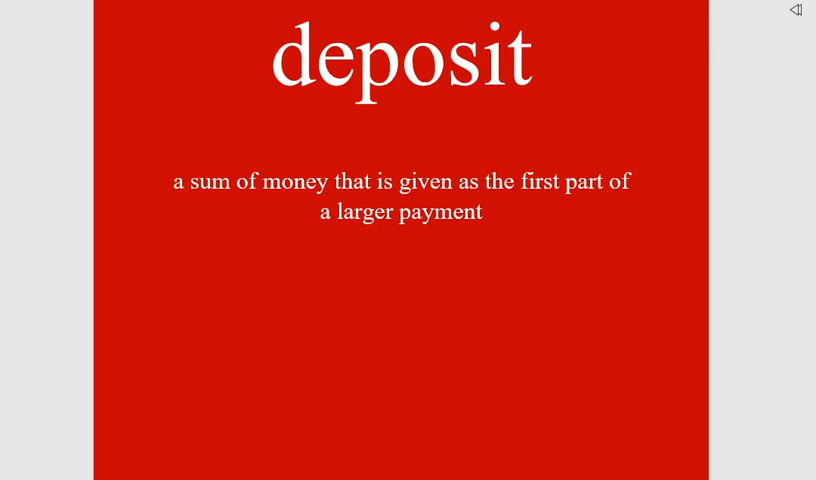 deposit
a sum of money that is given as the first part of
a larger payment